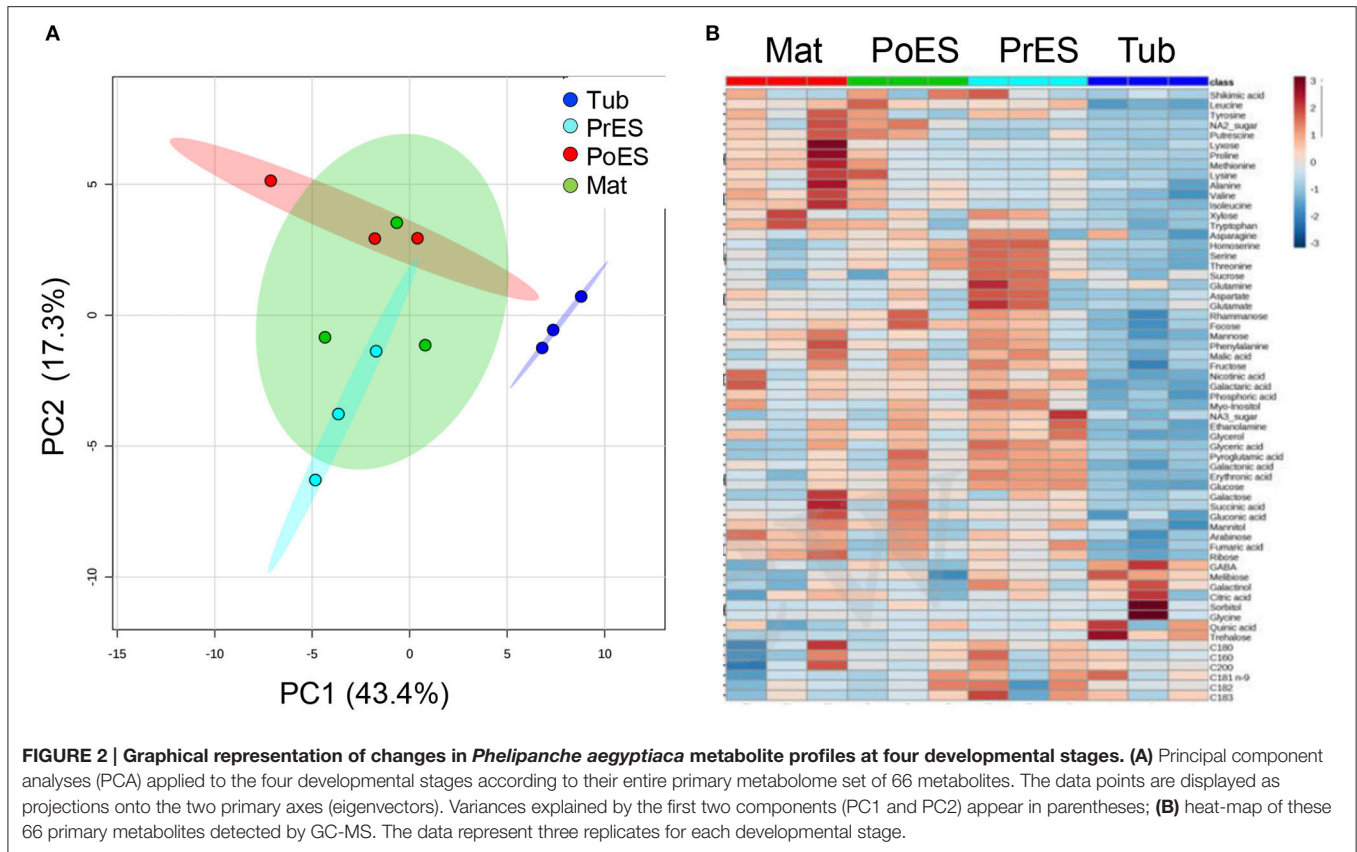 A
Tub
PrES
PoES
Mat
5
0
-5
-10
PC2 (17.3%)
-15
-10
-5
0
5
10
PC1 (43.4%)
B
Mat PoES PrES Tub
class
3
2
1
0
-1
-2
-3
Shikimic acid
Leucine
Tyrosine
NA2_sugar
Putrescine
Lyxose
Proline
Methionine
Lysine
Alanine
Valine
Isoleucine
Xylose
Tryptophan
Asparagine
Homoserine
Serine
Threonine
Sucrose
Glutamine
Aspartate
Glutamate
Rhammanose
Focose
Mannose
Phenylalanine
Malic acid
Fructose
Nicotinic acid
Galactaric acid
Phosphoric acid
Myo-Inositol
NA3_sugar
Ethanolamine
Glycerol
Glyceric acid
Pyroglutamic acid
Galactonic acid
Erythronic acid
Glucose
Galactose
Succinic acid
Gluconic acid
Mannitol
Arabinose
Fumaric acid
Ribose
GABA
Melibiose
Galactinol
Citric acid
Sorbitol
Glycine
Quinic acid
Trehalose
C180
C160
C200
C181 n-9
C182
C183
FIGURE 2 | Graphical representation of changes in Phelipanche aegyptiaca metabolite profiles at four developmental stages. (A) Principal component
analyses (PCA) applied to the four developmental stages according to their entire primary metabolome set of 66 metabolites. The data points are displayed as
projections onto the two primary axes (eigenvectors). Variances explained by the first two components (PC1 and PC2) appear in parentheses; (B) heat-map of these
66 primary metabolites detected by GC-MS. The data represent three replicates for each developmental stage.